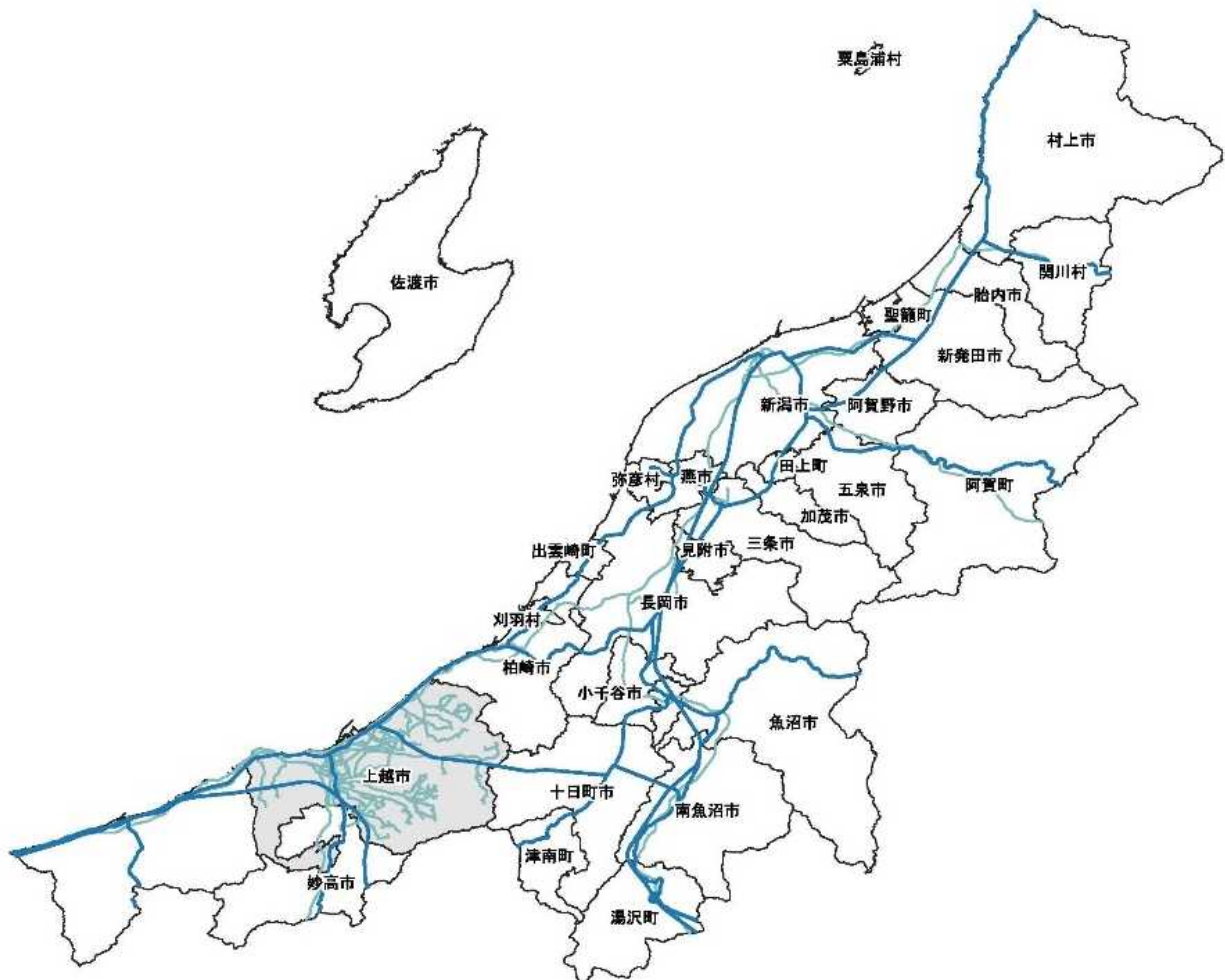 粟島浦村
村上市
佐渡市
関川村
胎内市
聖籠町
新発田市
新潟市
阿賀野市
田上町
弥彦村
燕市
五泉市
阿賀町
加茂市
出雲崎町
見附市
三条市
長岡市
刈羽村
柏崎市
小千谷市
魚沼市
上越市
十日町市
南魚沼市
津南町
妙高市
湯沢町